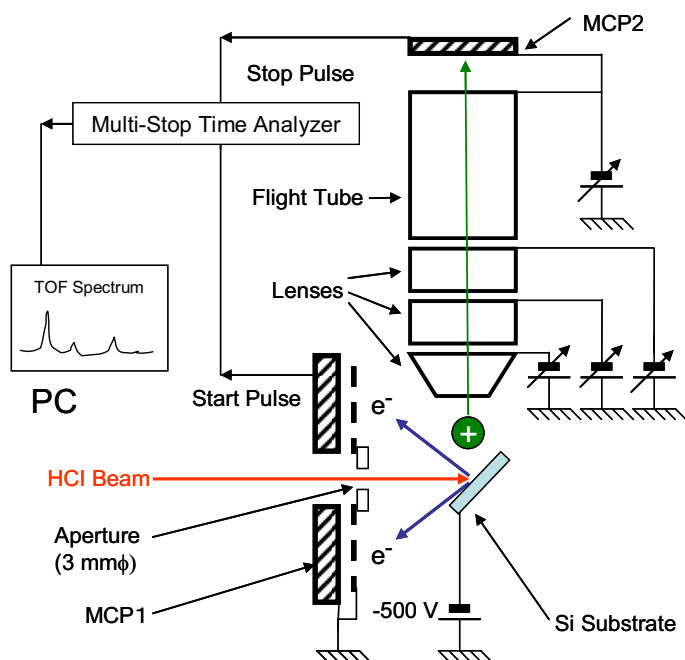 MCP2
Stop Pulse
Multi-Stop Time Analyzer
Flight Tube
TOF Spectrum
Lenses
PC
Start Pulse
e-
+
HCI Beam
Aperture
(3 mmϕ)
e-
MCP1
-500 V
Si Substrate